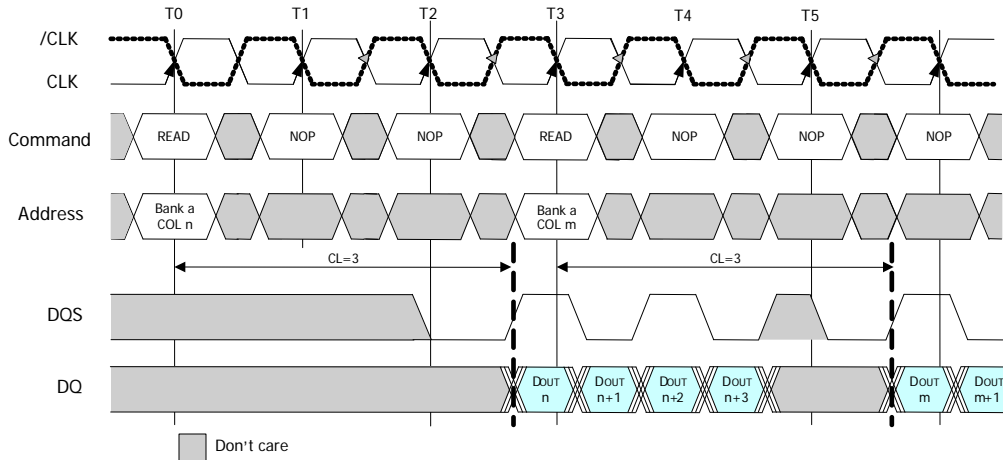 T0 T1 T2 T3 T4 T5
/CLK
CLK
Command READ NOP NOP READ NOP NOP NOP
Address Bank a COL n Bank a COL m
CL=3 CL=3
DQS
DQ DOUT n DOUT n+1 DOUT n+2 DOUT n+3 DOUT m DOUT m+1
Don't care